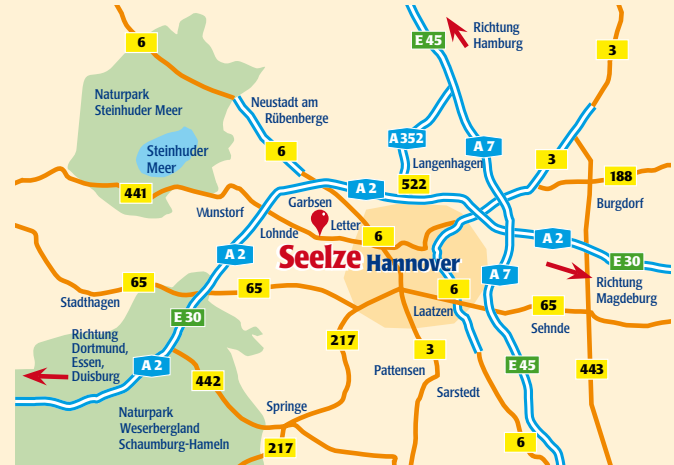 6
E 45
Richtung
Hamburg
3
Naturpark
Steinhuder Meer
Neustadt am
Rübenberge
A 352
A 7
Steinhuder
Meer
6
Langenhagen
3
188
441
A 2
522
Burgdorf
Wunstorf
Garbsen
Letter
Lohnde
6
A 2
A 2
Seelze
Hannover
E 30
65
65
6
A 7
Richtung
Magdeburg
Stadthagen
Laatzen
65
E 30
Sehnde
Richtung
Dortmund,
Essen,
Duisburg
A 2
217
3
E 45
442
Pattensen
443
Sarstedt
Naturpark
Weserbergland
Schaumburg-Hameln
Springe
217
6